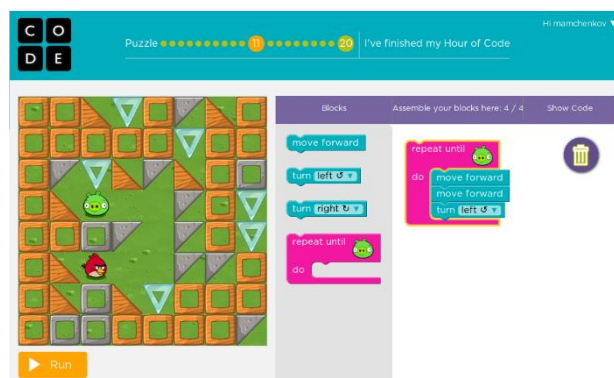 Hi mamchenkov ▼
C O
D E
Puzzle 11 20 I've finished my Hour of Code
Blocks Assemble your blocks here: 4 / 4 Show Code
move forward
turn left ↺ ▼
turn right ↻ ▼
repeat until
do
repeat until
do move forward
move forward
turn left ↺ ▼
Run